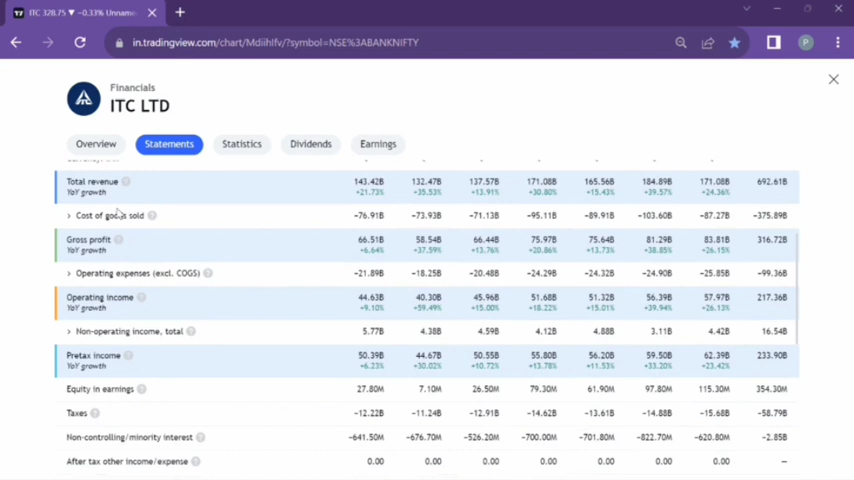 ITC 328.75 ▼ −0.33% Unname
in.tradingview.com/chart/MdiihIfv/?symbol=NSE%3ABANKNIFTY
P
Financials
ITC LTD
Overview Statements Statistics Dividends Earnings
Total revenue 143.42B 132.47B 137.57B 171.08B 165.56B 184.89B 171.08B 692.61B
YoY growth +21.73% +35.53% +13.91% +30.80% +15.43% +39.57% +24.36%
Cost of goods sold −76.91B −73.93B −71.13B −95.11B −89.91B −103.60B −87.27B −375.89B
Gross profit 66.51B 58.54B 66.44B 75.97B 75.64B 81.29B 83.81B 316.72B
YoY growth +6.64% +37.59% +13.76% +20.86% +13.73% +38.85% +26.15%
Operating expenses (excl. COGS) −21.89B −18.25B −20.48B −24.29B −24.32B −24.90B −25.85B −99.36B
Operating income 44.63B 40.30B 45.96B 51.68B 51.32B 56.39B 57.97B 217.36B
YoY growth +9.10% +59.49% +15.00% +18.22% +15.01% +39.94% +26.13%
Non-operating income, total 5.77B 4.38B 4.59B 4.12B 4.88B 3.11B 4.42B 16.54B
Pretax income 50.39B 44.67B 50.55B 55.80B 56.20B 59.50B 62.39B 233.90B
YoY growth +6.23% +30.02% +10.72% +13.78% +11.53% +33.20% +23.42%
Equity in earnings 27.80M 7.10M 26.50M 79.30M 61.90M 97.80M 115.30M 354.30M
Taxes −12.22B −11.24B −12.91B −14.62B −13.61B −14.88B −15.68B −58.79B
Non-controlling/minority interest −641.50M −676.70M −526.20M −700.00M −701.80M −822.70M −620.80M −2.85B
After tax other income/expense 0.00 0.00 0.00 0.00 0.00 0.00 0.00 —